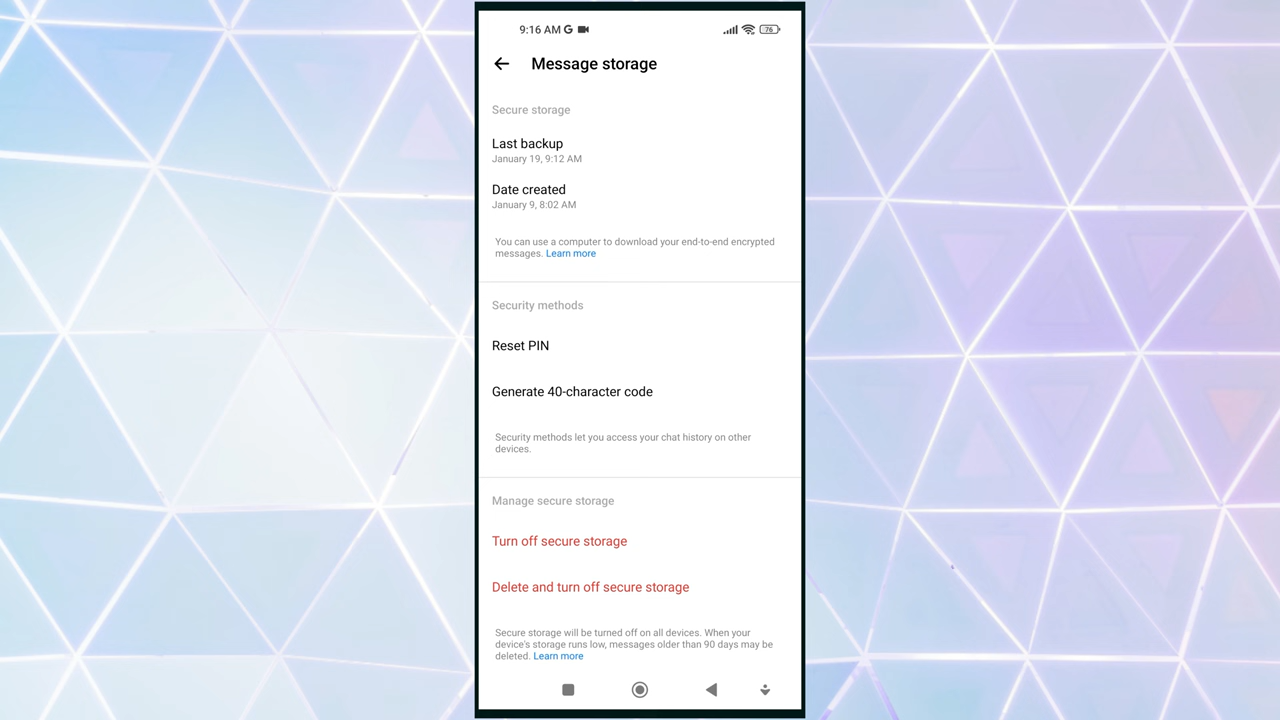 9:16 AM G 76
Message storage
Secure storage
Last backup
January 19, 9:12 AM
Date created
January 9, 8:02 AM
You can use a computer to download your end-to-end encrypted
messages. Learn more
Security methods
Reset PIN
Generate 40-character code
Security methods let you access your chat history on other
devices.
Manage secure storage
Turn off secure storage
Delete and turn off secure storage
Secure storage will be turned off on all devices. When your
device's storage runs low, messages older than 90 days may be
deleted. Learn more